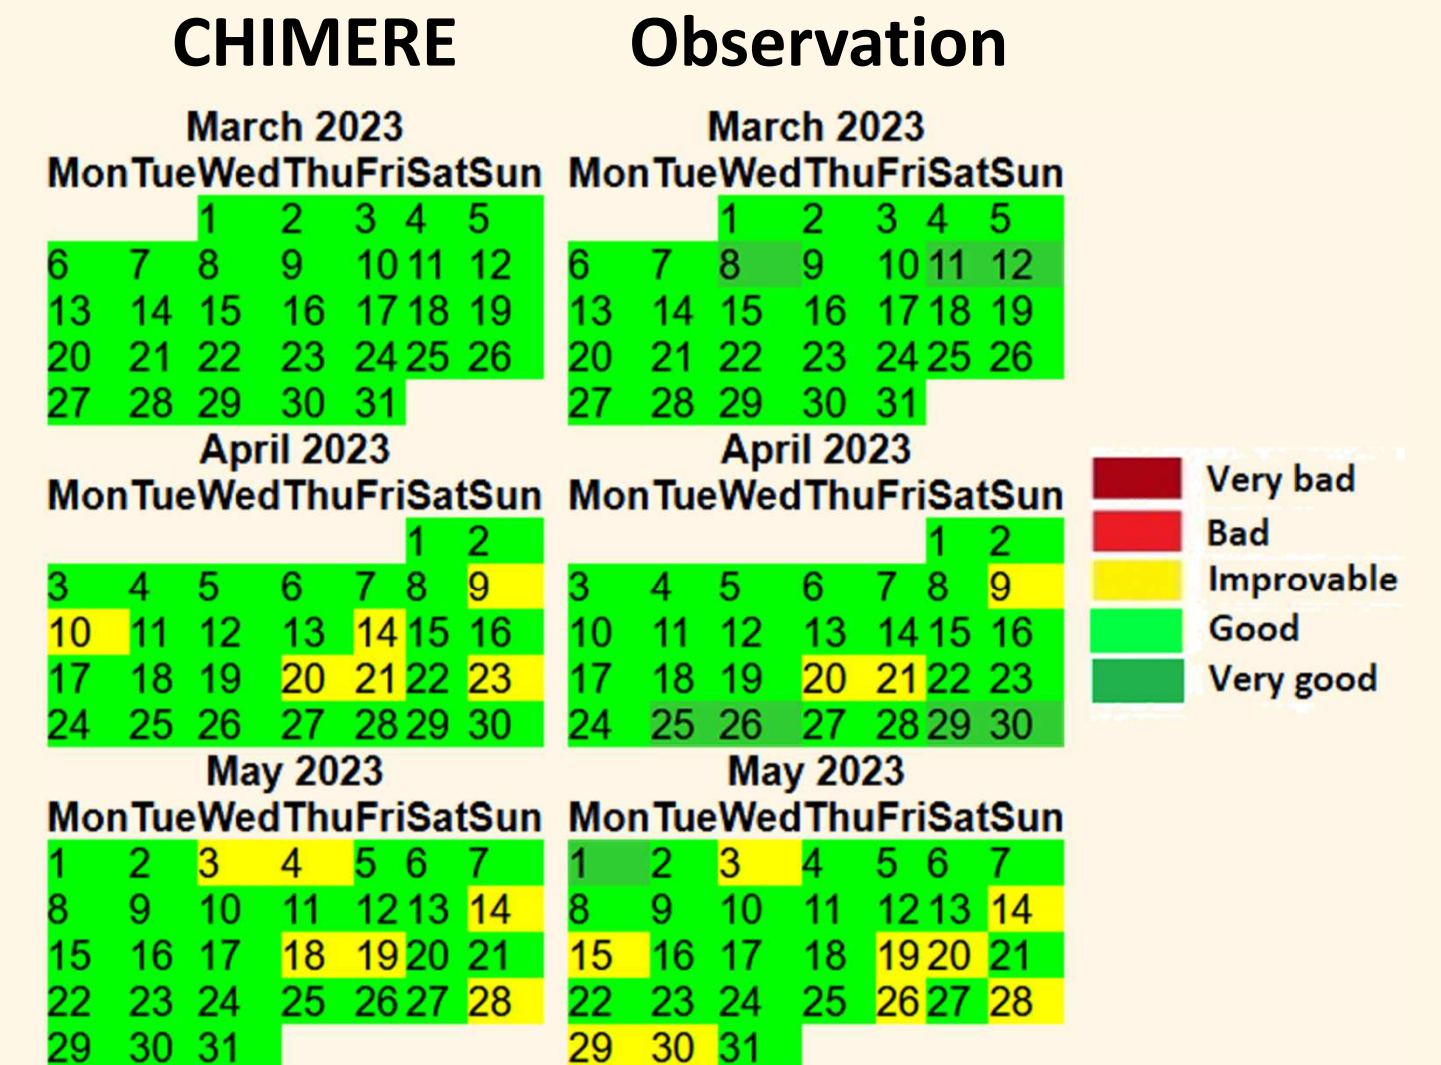 CHIMERE
March 2023
MonTueWedThuFriSatSun
1 2 3 4 5
6 7 8 9 10 11 12
13 14 15 16 17 18 19
20 21 22 23 24 25 26
27 28 29 30 31
April 2023
MonTueWedThuFriSatSun
1 2
3 4 5 6 7 8 9
10 11 12 13 14 15 16
17 18 19 20 21 22 23
24 25 26 27 28 29 30
May 2023
MonTueWedThuFriSatSun
1 2 3 4 5 6 7
8 9 10 11 12 13 14
15 16 17 18 19 20 21
22 23 24 25 26 27 28
29 30 31
Observation
March 2023
MonTueWedThuFriSatSun
1 2 3 4 5
6 7 8 9 10 11 12
13 14 15 16 17 18 19
20 21 22 23 24 25 26
27 28 29 30 31
April 2023
MonTueWedThuFriSatSun
1 2
3 4 5 6 7 8 9
10 11 12 13 14 15 16
17 18 19 20 21 22 23
24 25 26 27 28 29 30
May 2023
MonTueWedThuFriSatSun
1 2 3 4 5 6 7
8 9 10 11 12 13 14
15 16 17 18 19 20 21
22 23 24 25 26 27 28
29 30 31
Very bad
Bad
Improvable
Good
Very good